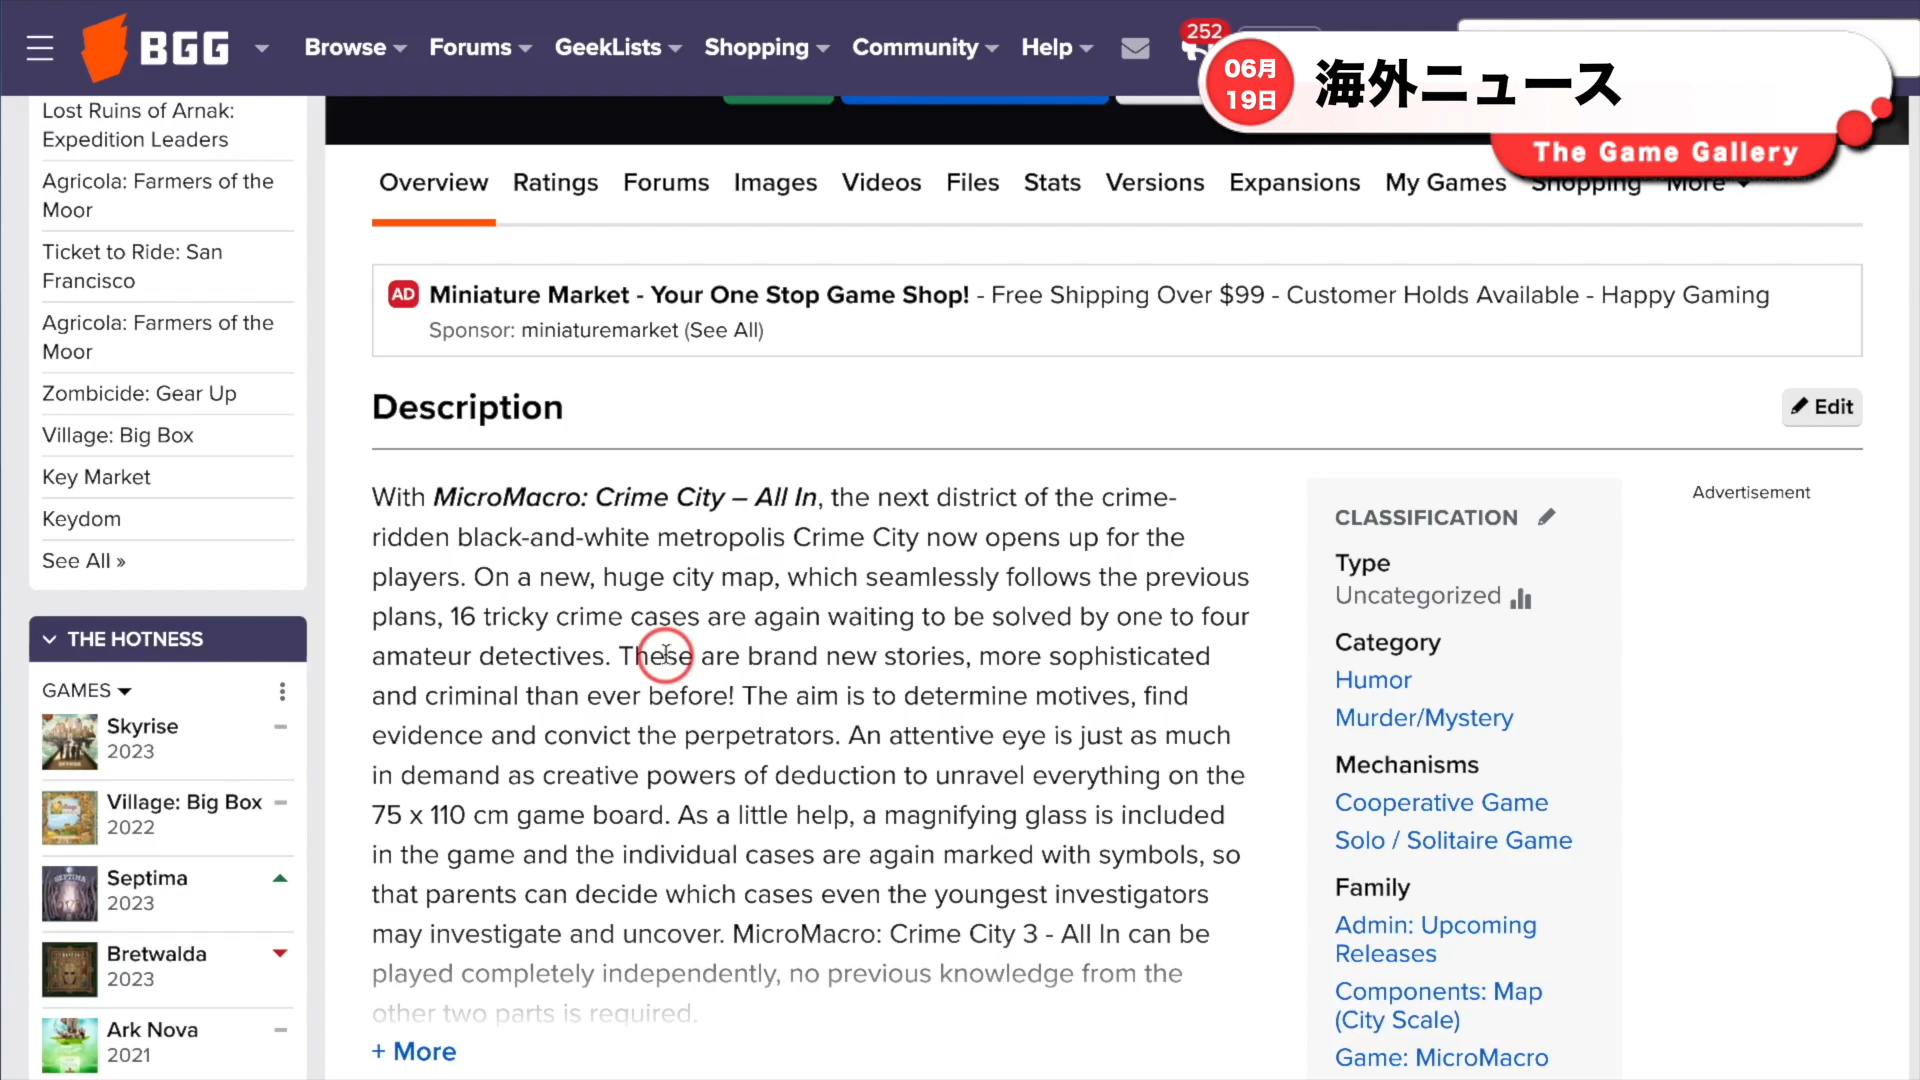 BGG
Browse
Forums
GeekLists
Shopping
Community
Help
252
06月
19日
海外ニュース
The Game Gallery
Lost Ruins of Arnak:
Expedition Leaders
Agricola: Farmers of the
Moor
Ticket to Ride: San
Francisco
Agricola: Farmers of the
Moor
Zombicide: Gear Up
Village: Big Box
Key Market
Keydom
See All »
THE HOTNESS
GAMES
Skyrise
2023
Village: Big Box
2022
Septima
2023
Bretwalda
2023
Ark Nova
2021
Overview
Ratings
Forums
Images
Videos
Files
Stats
Versions
Expansions
My Games
Shopping
More
AD Miniature Market - Your One Stop Game Shop! - Free Shipping Over $99 - Customer Holds Available - Happy Gaming
Sponsor: miniaturemarket (See All)
Description
Edit
With MicroMacro: Crime City – All In, the next district of the crime-
ridden black-and-white metropolis Crime City now opens up for the
players. On a new, huge city map, which seamlessly follows the previous
plans, 16 tricky crime cases are again waiting to be solved by one to four
amateur detectives. These are brand new stories, more sophisticated
and criminal than ever before! The aim is to determine motives, find
evidence and convict the perpetrators. An attentive eye is just as much
in demand as creative powers of deduction to unravel everything on the
75 x 110 cm game board. As a little help, a magnifying glass is included
in the game and the individual cases are again marked with symbols, so
that parents can decide which cases even the youngest investigators
may investigate and uncover. MicroMacro: Crime City 3 - All In can be
played completely independently, no previous knowledge from the
other two parts is required.
+ More
CLASSIFICATION
Type
Uncategorized
Category
Humor
Murder/Mystery
Mechanisms
Cooperative Game
Solo / Solitaire Game
Family
Admin: Upcoming
Releases
Components: Map
(City Scale)
Game: MicroMacro
Advertisement